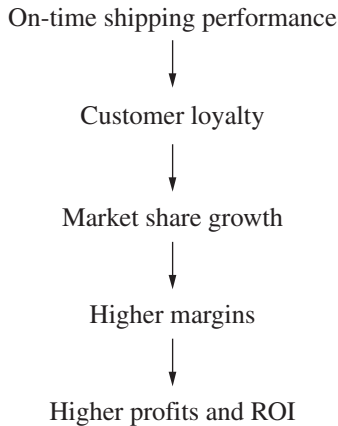 On-time shipping performance
Customer loyalty
Market share growth
Higher margins
Higher profits and ROI